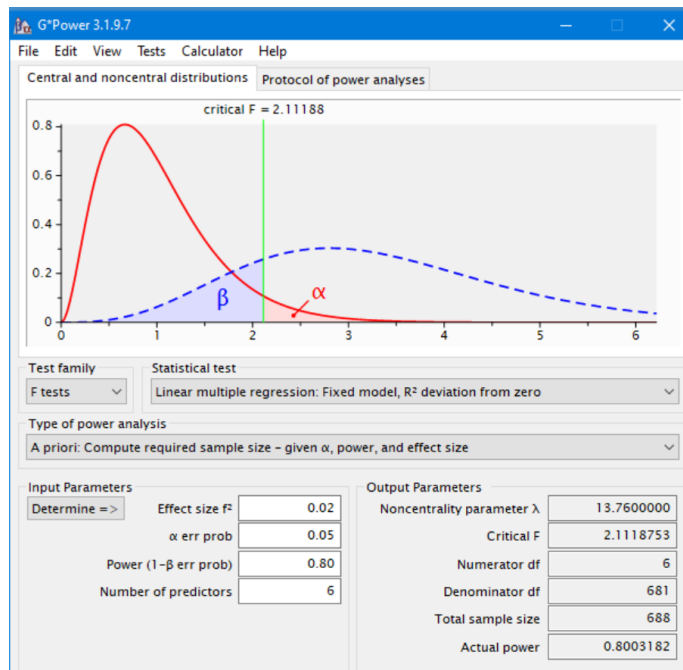 G*Power 3.1.9.7
File Edit View Tests Calculator Help
Central and noncentral distributions Protocol of power analyses
critical F = 2.11188
0.8
0.6
0.4
0.2
0
β
α
0 1 2 3 4 5 6
Test family Statistical test
F tests Linear multiple regression: Fixed model, R² deviation from zero
Type of power analysis
A priori: Compute required sample size – given α, power, and effect size
Input Parameters Output Parameters
Determine => Effect size f² 0.02 Noncentrality parameter λ 13.7600000
α err prob 0.05 Critical F 2.1118753
Power (1-β err prob) 0.80 Numerator df 6
Number of predictors 6 Denominator df 681
Total sample size 688
Actual power 0.8003182